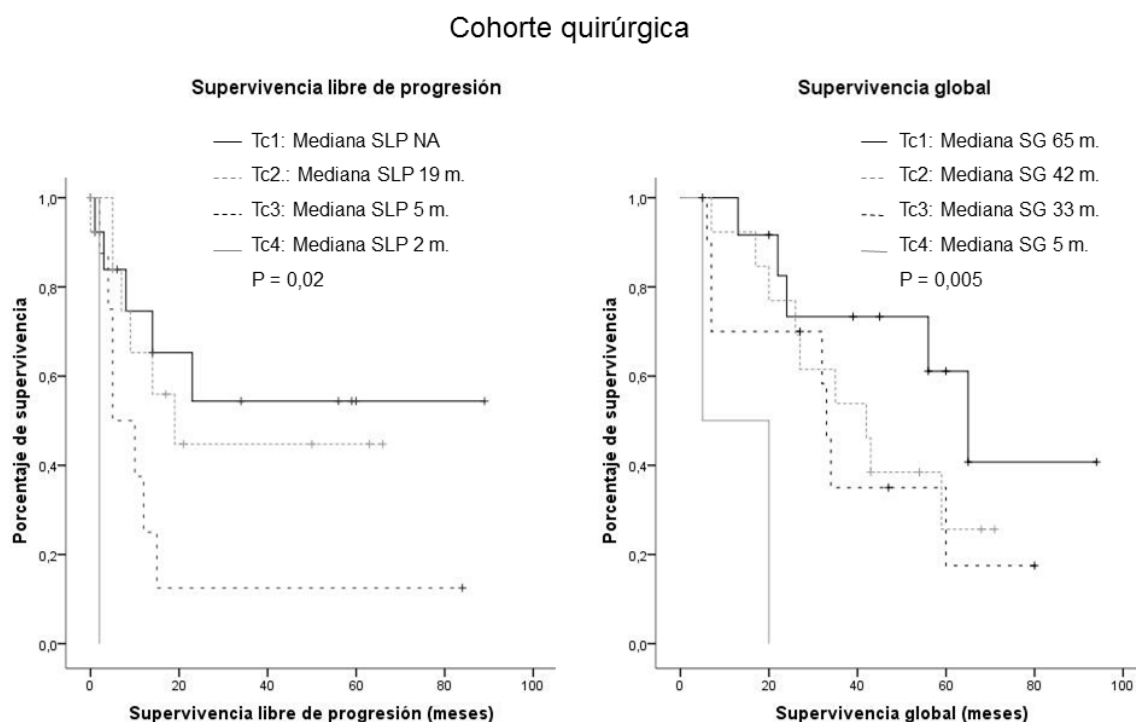 Cohorte quirúrgica
Supervivencia libre de progresión
Tc1: Mediana SLP NA
Tc2.: Mediana SLP 19 m.
Tc3: Mediana SLP 5 m.
Tc4: Mediana SLP 2 m.
P = 0,02
1,0
0,8
0,6
0,4
0,2
0,0
Porcentaje de supervivencia
0 20 40 60 80 100
Supervivencia libre de progresión (meses)
Supervivencia global
Tc1: Mediana SG 65 m.
Tc2: Mediana SG 42 m.
Tc3: Mediana SG 33 m.
Tc4: Mediana SG 5 m.
P = 0,005
1,0
0,8
0,6
0,4
0,2
0,0
Porcentaje de supervivencia
0 20 40 60 80 100
Supervivencia global (meses)